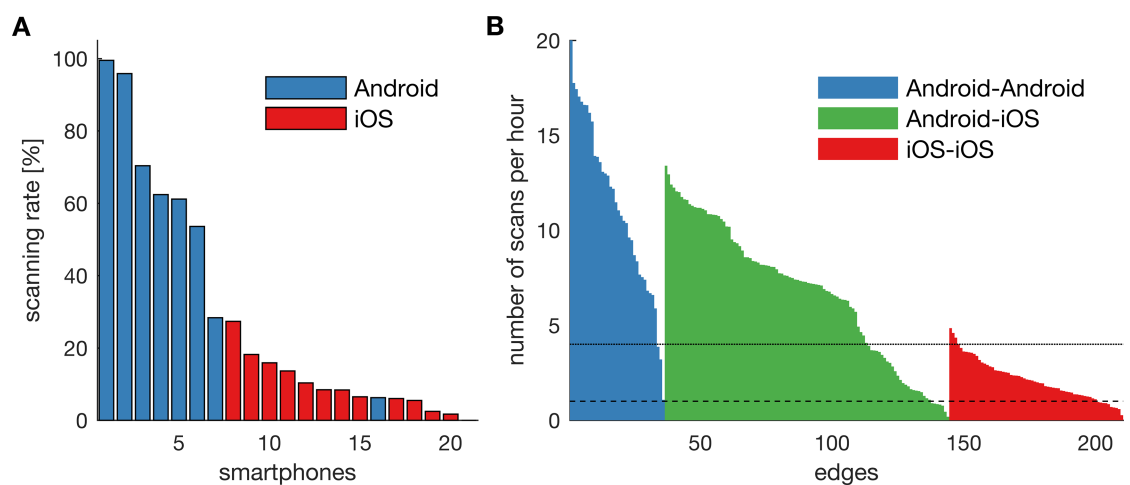 A
scanning rate [%]
100
80
60
40
20
0
5
10
15
20
smartphones
Android
iOS
B
number of scans per hour
20
15
10
5
0
50
100
150
200
edges
Android-Android
Android-iOS
iOS-iOS